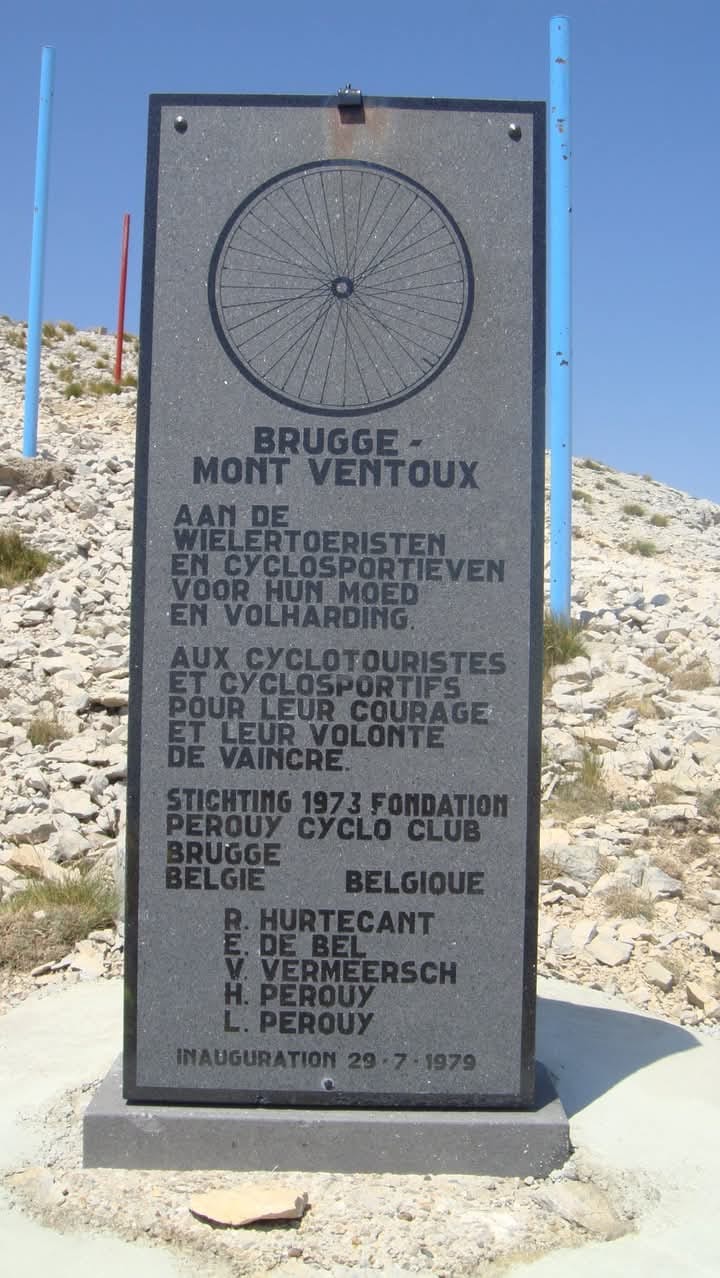 BRUGGE -
MONT VENTOUX
AAN DE
WIELERTOERISTEN
EN CYCLOSPORTIEVEN
VOOR HUN MOED
EN VOLHARDING.
AUX CYCLOTOURISTES
ET CYCLOSPORTIFS
POUR LEUR COURAGE
ET LEUR VOLONTE
DE VAINCRE.
STICHTING 1973 FONDATION
PEROUY CYCLO CLUB
BRUGGE
BELGIE BELGIQUE
R. HURTECANT
E. DE BEL
V. VERMEERSCH
H. PEROUY
L. PEROUY
INAUGURATION 29 · 7 · 1979